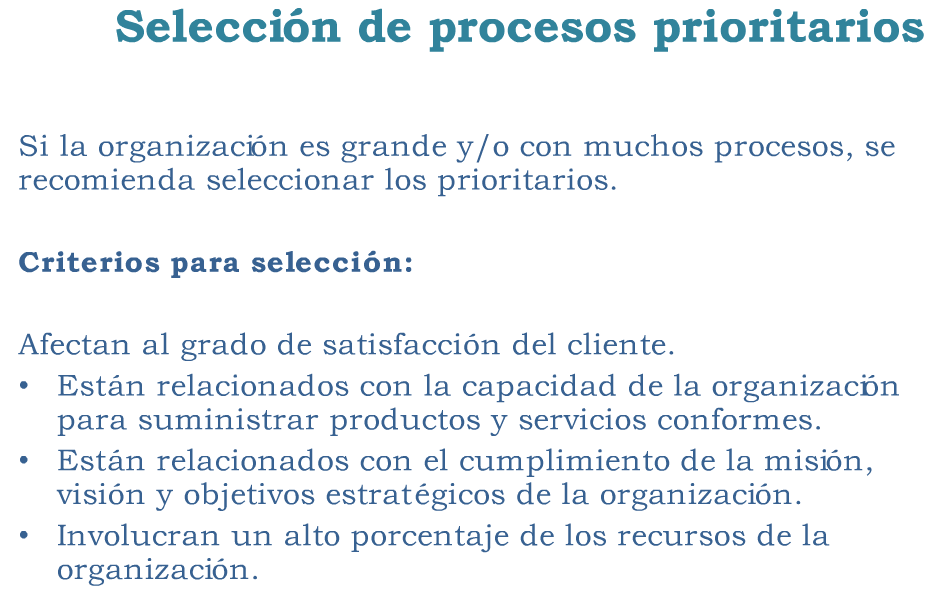 Selección de procesos prioritarios
Si la organización es grande y/o con muchos procesos, se
recomienda seleccionar los prioritarios.
Criterios para selección:
Afectan al grado de satisfacción del cliente.
• Están relacionados con la capacidad de la organización
para suministrar productos y servicios conformes.
• Están relacionados con el cumplimiento de la misión,
visión y objetivos estratégicos de la organización.
• Involucran un alto porcentaje de los recursos de la
organización.